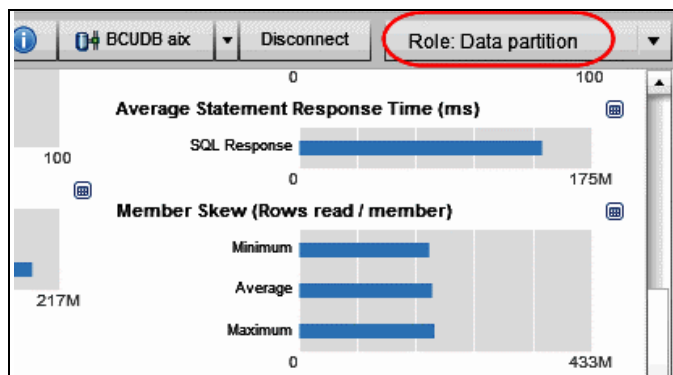 BCUDB aix Disconnect Role: Data partition
0 100
Average Statement Response Time (ms)
SQL Response
100
0 175M
Member Skew (Rows read / member)
Minimum
Average
217M
Maximum
0 433M